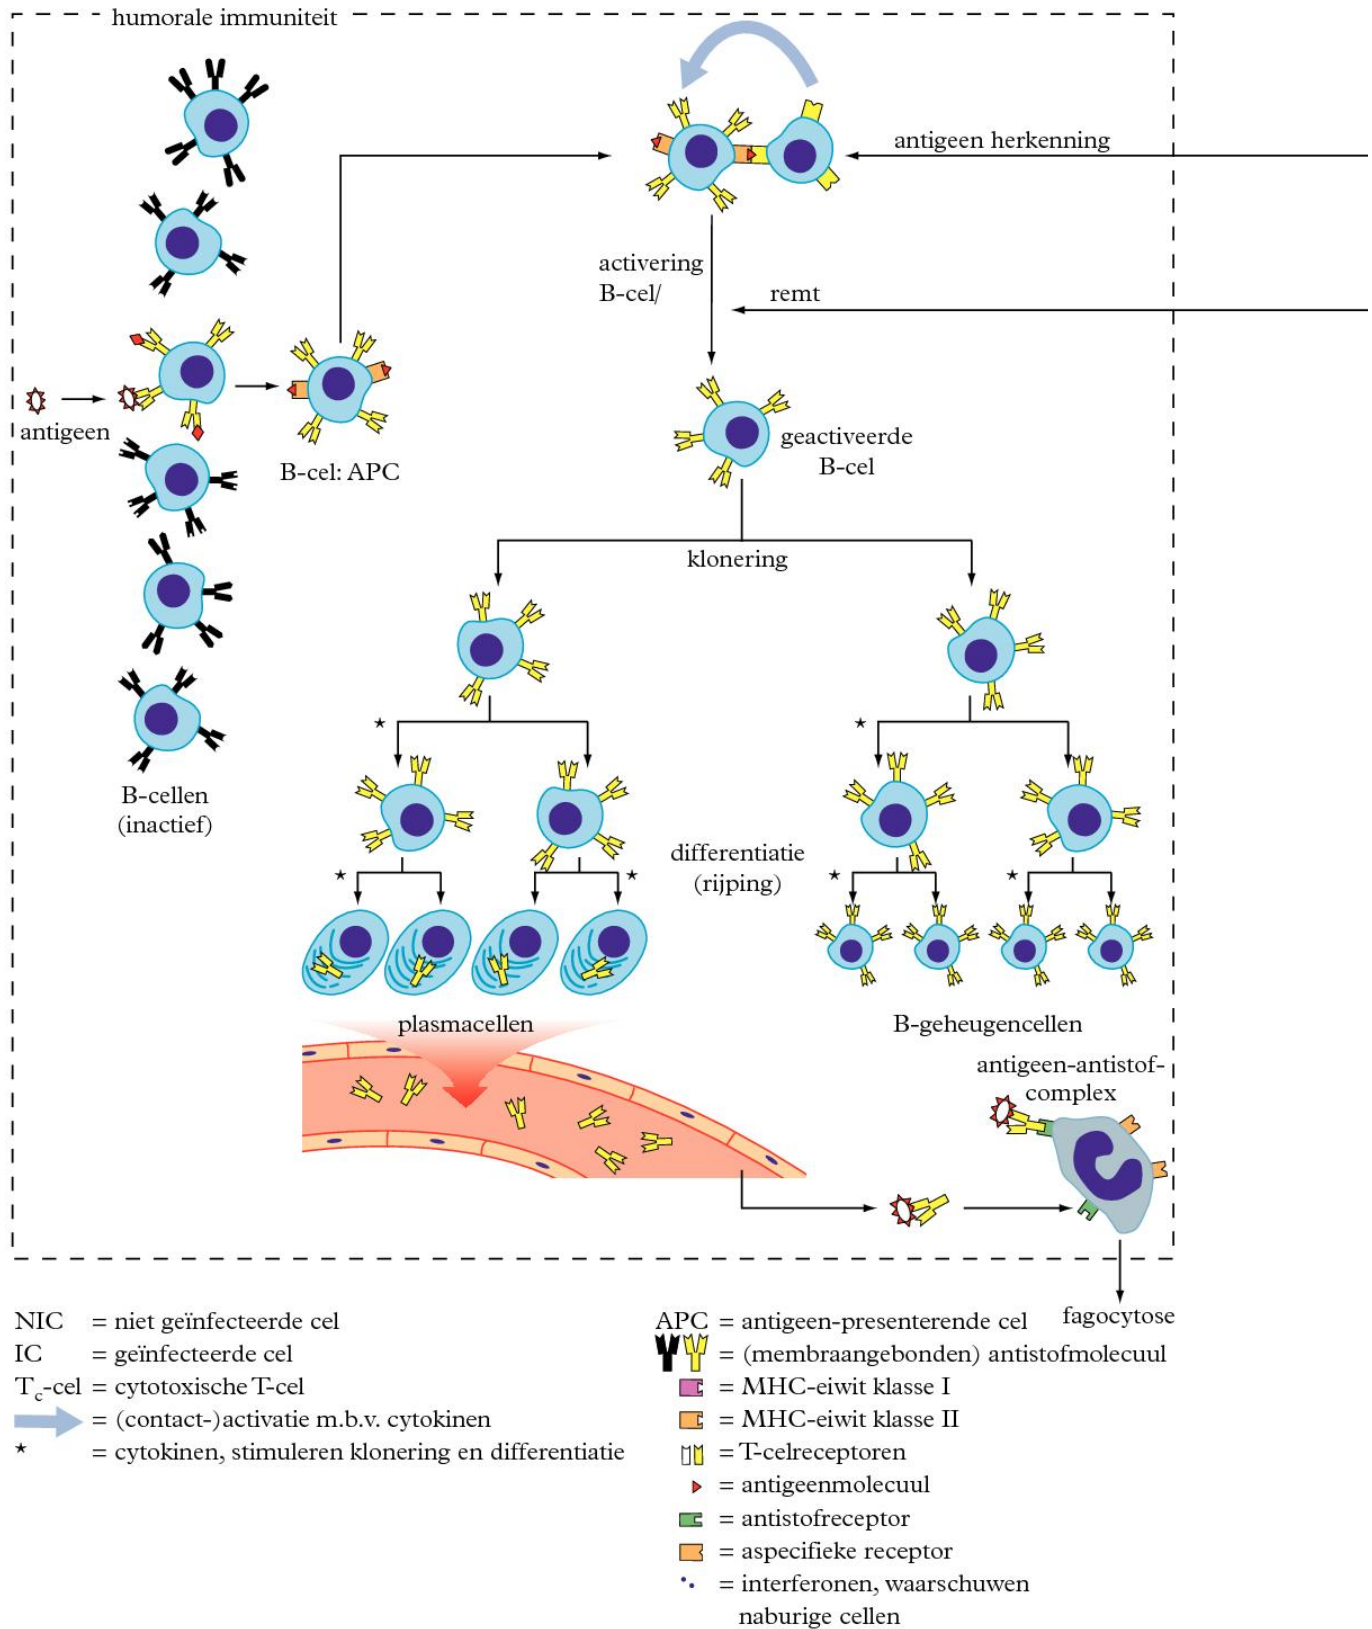 humorale immuniteit
antigeen herkenning
activering
B-cel/
remt
antigeen
B-cel: APC
geactiveerde
B-cel
klonering
B-cellen
(inactief)
★
★
differentiatie
(rijping)
★
★
★
★
plasmacellen
B-geheugencellen
antigeen-antistof-
complex
fagocytose
NIC = niet geïnfecteerde cel
IC = geïnfecteerde cel
Tc-cel = cytotoxische T-cel
= (contact-)activatie m.b.v. cytokinen
★ = cytokinen, stimuleren klonering en differentiatie
APC = antigeen-presenterende cel
= (membraangebonden) antistofmolecuul
= MHC-eiwit klasse I
= MHC-eiwit klasse II
= T-celreceptoren
= antigeenmolecuul
= antistofreceptor
= aspecifieke receptor
= interferonen, waarschuwen
naburige cellen